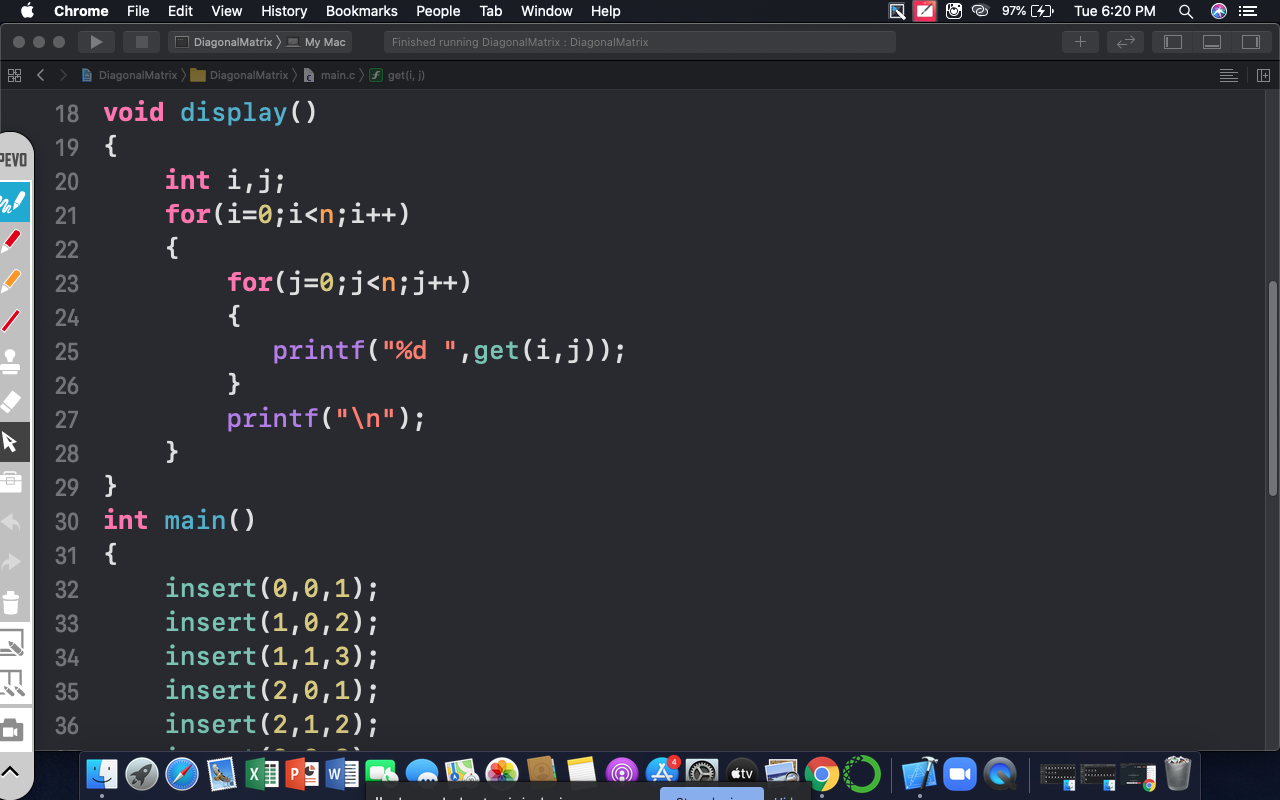 Chrome File Edit View History Bookmarks People Tab Window Help 97% Tue 6:20 PM
DiagonalMatrix My Mac Finished running DiagonalMatrix : DiagonalMatrix
DiagonalMatrix DiagonalMatrix main.c get(i, j)
18 void display()
19 {
20 int i,j;
21 for(i=0;i<n;i++)
22 {
23 for(j=0;j<n;j++)
24 {
25 printf("%d ",get(i,j));
26 }
27 printf("\n");
28 }
29 }
30 int main()
31 {
32 insert(0,0,1);
33 insert(1,0,2);
34 insert(1,1,3);
35 insert(2,0,1);
36 insert(2,1,2);
PEVO
4
tv